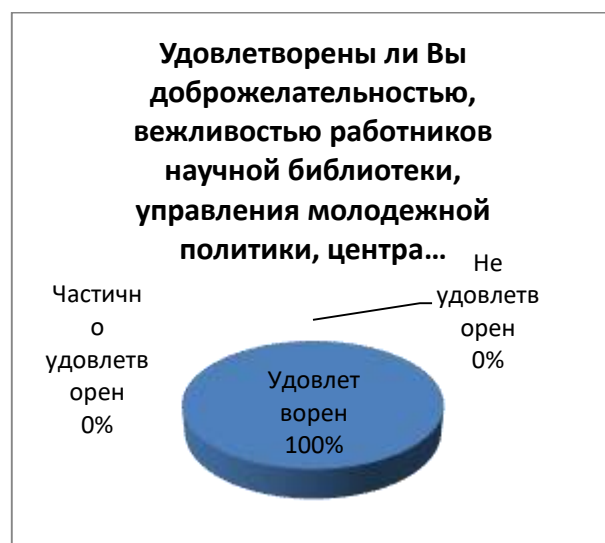 Удовлетворены ли Вы
доброжелательностью,
вежливостью работников
научной библиотеки,
управления молодежной
политики, центра…
Не
удовлетв
орен
0%
Частичн
о
удовлетв
орен
0%
Удовлет
ворен
100%